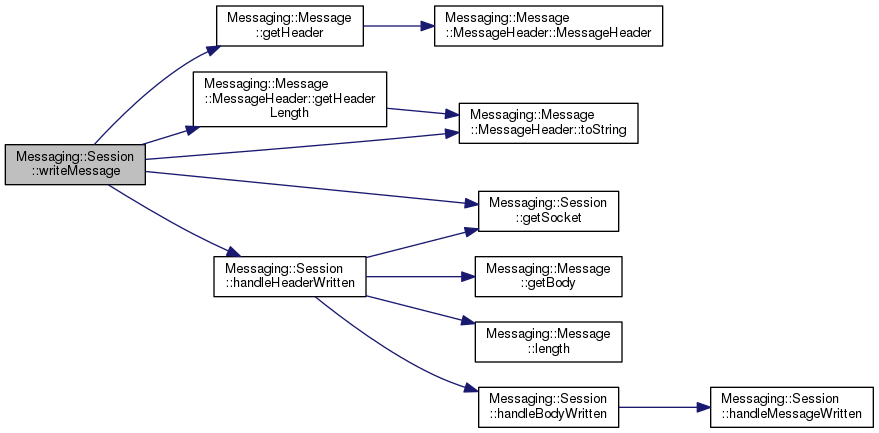 Messaging::Message
::getHeader
Messaging::Message
::MessageHeader::MessageHeader
Messaging::Message
::MessageHeader::getHeader
Length
Messaging::Message
::MessageHeader::toString
Messaging::Session
::writeMessage
Messaging::Session
::getSocket
Messaging::Session
::handleHeaderWritten
Messaging::Message
::getBody
Messaging::Message
::length
Messaging::Session
::handleBodyWritten
Messaging::Session
::handleMessageWritten